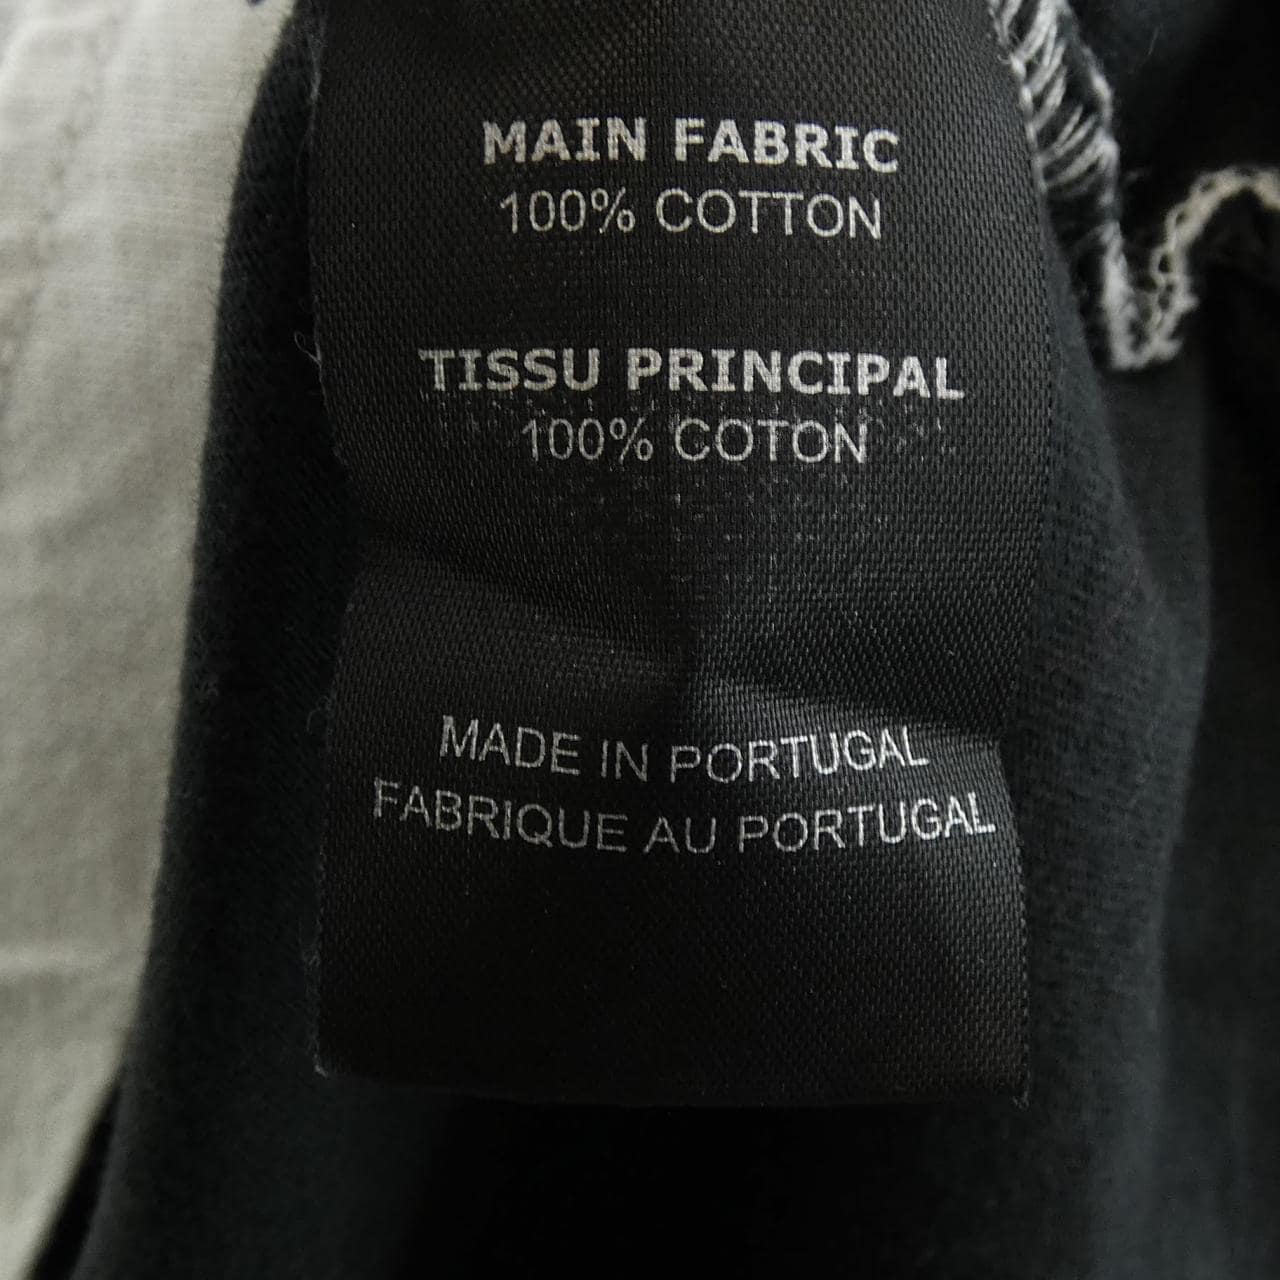 MAIN FABRIC
100% COTTON
TISSU PRINCIPAL
100% COTON
MADE IN PORTUGAL
FABRIQUE AU PORTUGAL